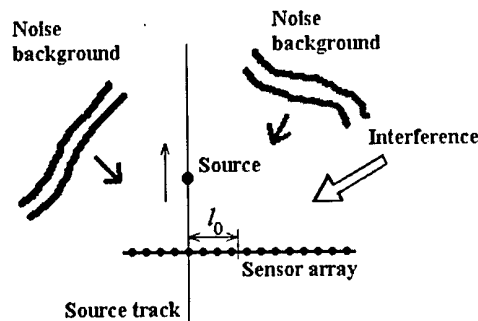 Noise
background
Noise
background
Interference
Source
l0
Sensor array
Source track